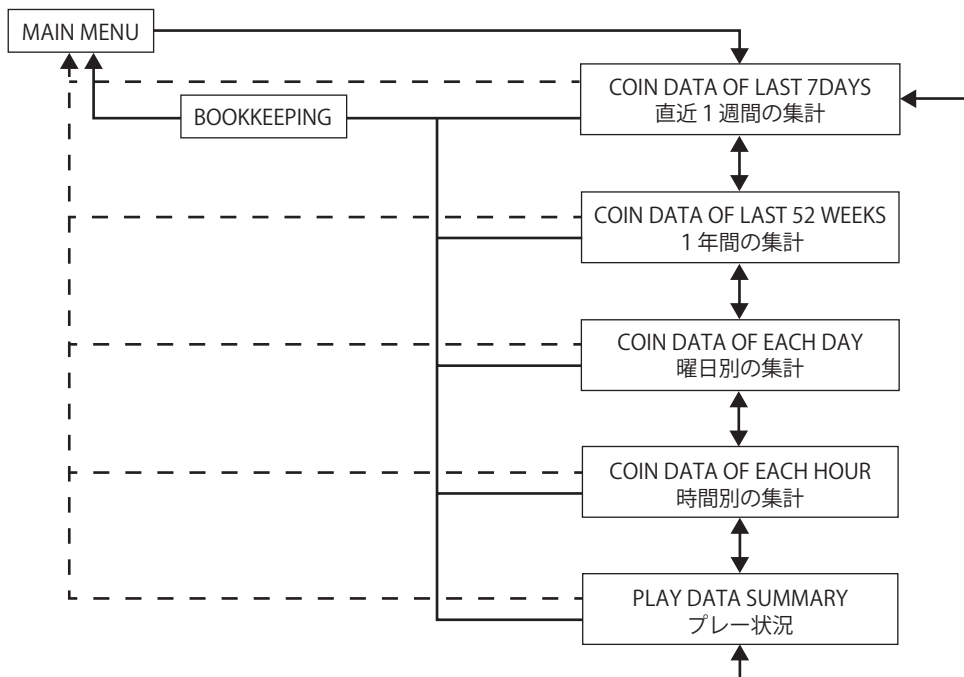 MAIN MENU
COIN DATA OF LAST 7DAYS
直近1週間の集計
BOOKKEEPING
COIN DATA OF LAST 52 WEEKS
1年間の集計
COIN DATA OF EACH DAY
曜日別の集計
COIN DATA OF EACH HOUR
時間別の集計
PLAY DATA SUMMARY
プレー状況